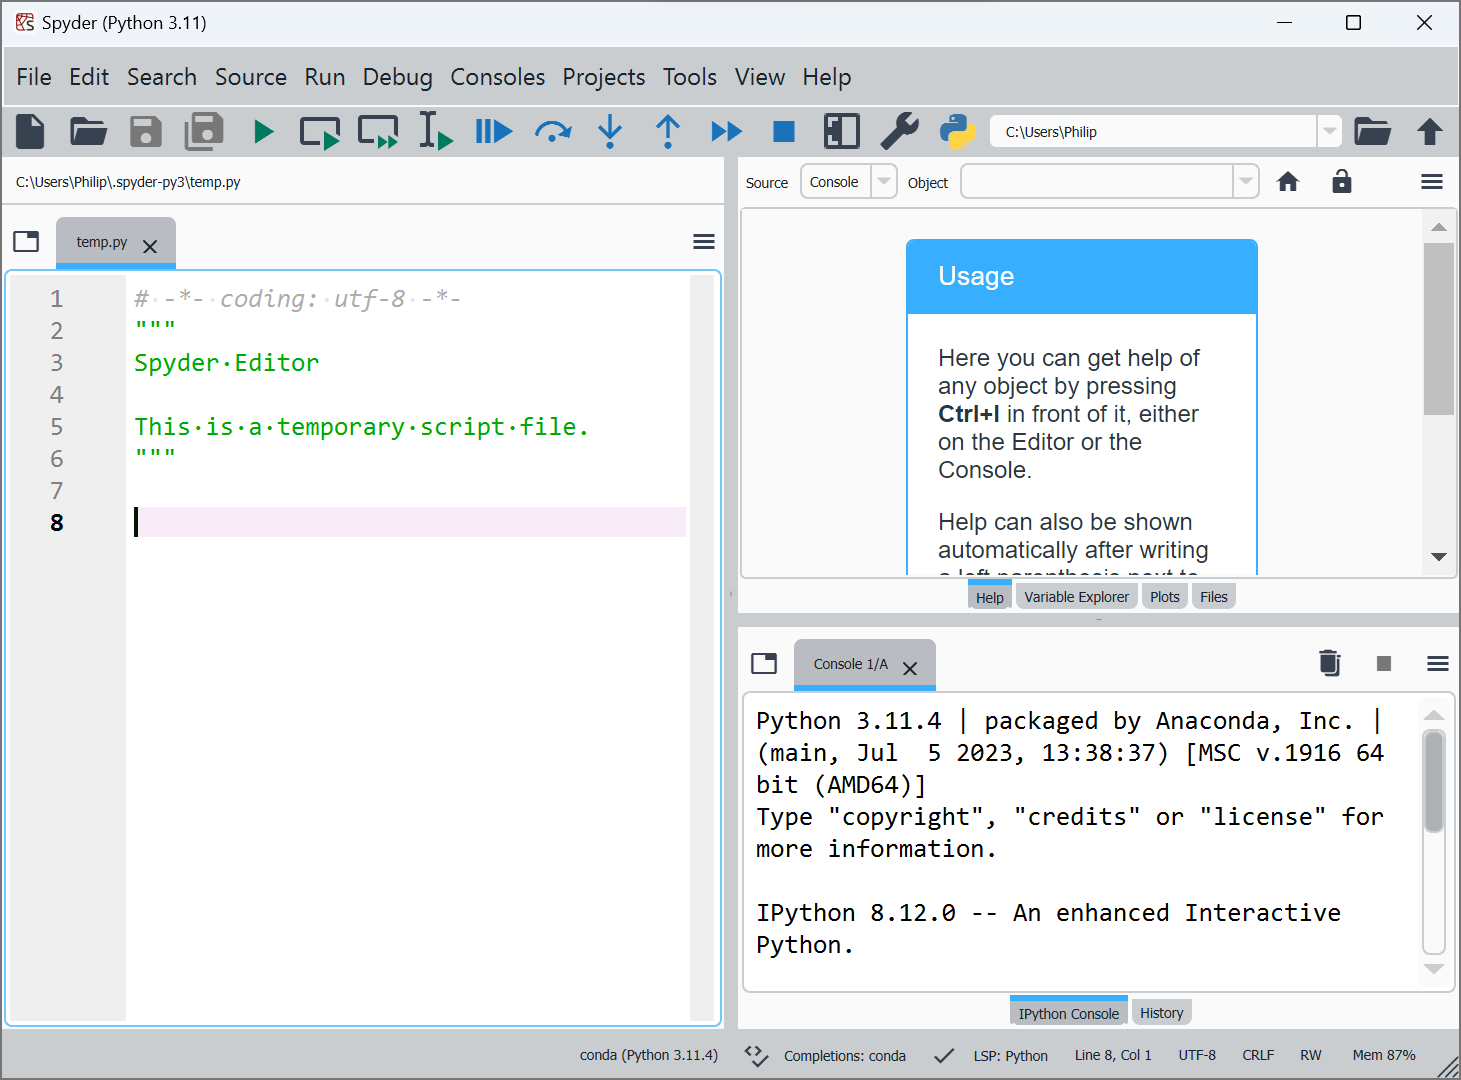 Spyder (Python 3.11)
File Edit Search Source Run Debug Consoles Projects Tools View Help
C:\Users\Philip
C:\Users\Philip\.spyder-py3\temp.py
temp.py
1 # -*- coding: utf-8 -*-
2 """
3 Spyder·Editor
4
5 This·is·a·temporary·script·file.
6 """
7
8
Source Console Object
Usage
Here you can get help of
any object by pressing
Ctrl+I in front of it, either
on the Editor or the
Console.
Help can also be shown
automatically after writing
a left parenthesis next to
Help Variable Explorer Plots Files
Console 1/A
Python 3.11.4 | packaged by Anaconda, Inc. |
(main, Jul  5 2023, 13:38:37) [MSC v.1916 64
bit (AMD64)]
Type "copyright", "credits" or "license" for
more information.
IPython 8.12.0 -- An enhanced Interactive
Python.
IPython Console History
conda (Python 3.11.4) Completions: conda LSP: Python Line 8, Col 1 UTF-8 CRLF RW Mem 87%